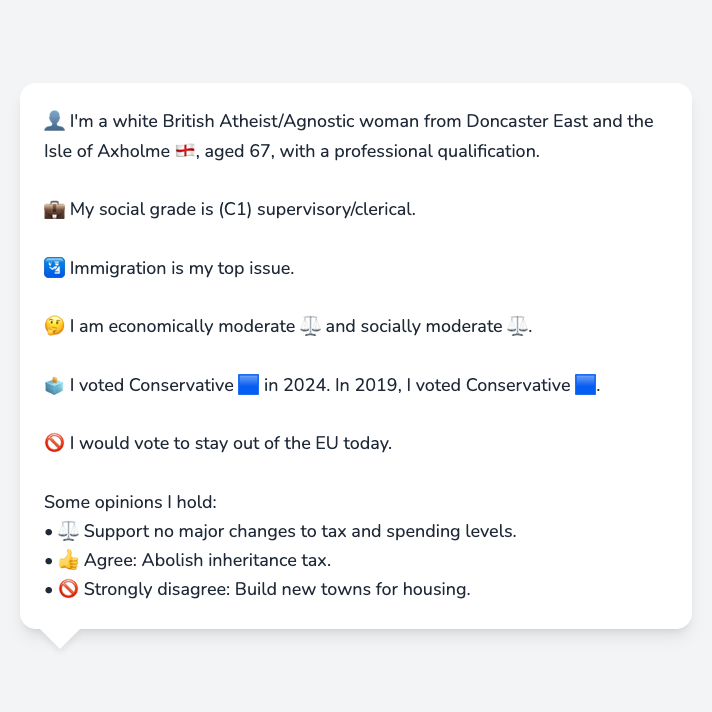 👤 I'm a white British Atheist/Agnostic woman from Doncaster East and the
Isle of Axholme 🏴󠁧󠁢󠁥󠁮󠁧󠁿, aged 67, with a professional qualification.
💼 My social grade is (C1) supervisory/clerical.
🛂 Immigration is my top issue.
🤔 I am economically moderate ⚖️ and socially moderate ⚖️.
🗳️ I voted Conservative 🟦 in 2024. In 2019, I voted Conservative 🟦.
🚫 I would vote to stay out of the EU today.
Some opinions I hold:
• ⚖️ Support no major changes to tax and spending levels.
• 👍 Agree: Abolish inheritance tax.
• 🚫 Strongly disagree: Build new towns for housing.